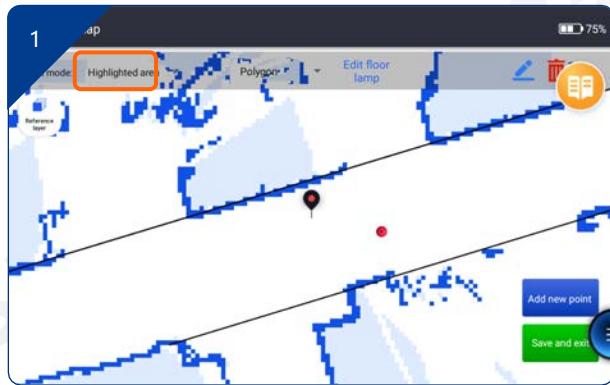 1
ap
75%
mode: Highlighted area
Polygon
Edit floor
lamp
Reference
layer
Add new point
Save and exit